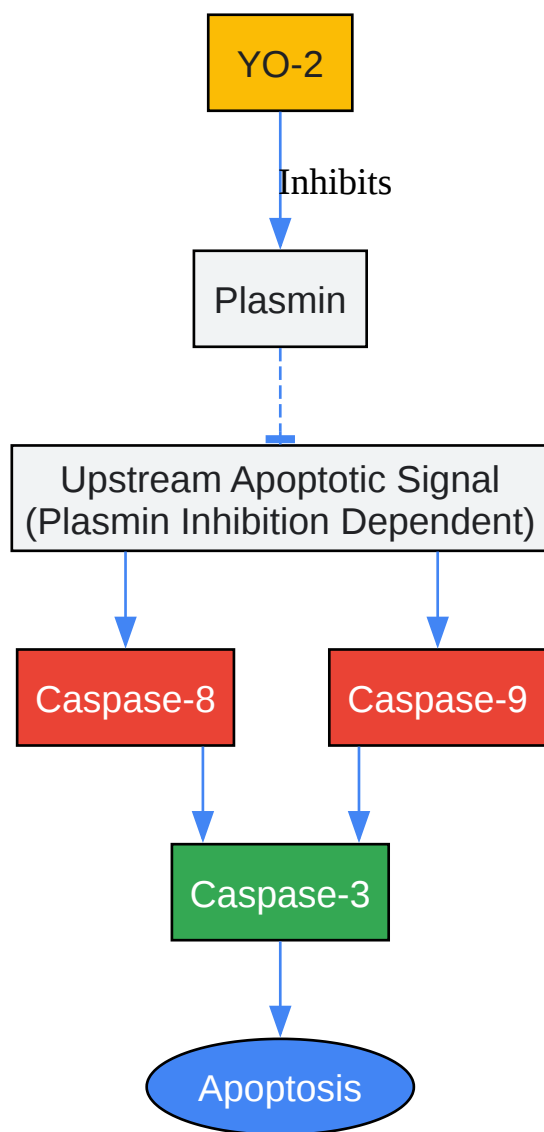 YO-2
Inhibits
Plasmin
Upstream Apoptotic Signal
(Plasmin Inhibition Dependent)
Caspase-8
Caspase-9
Caspase-3
Apoptosis